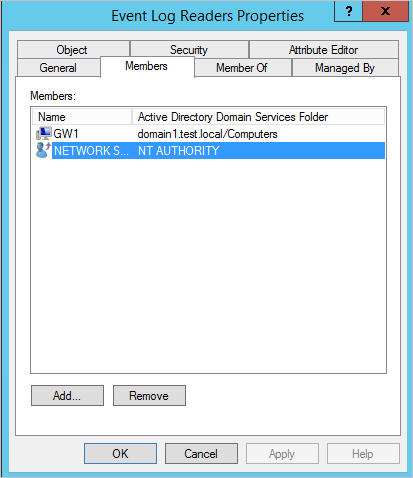 Event Log Readers Properties
? x
Object Security Attribute Editor
General Members Member Of Managed By
Members:
Name Active Directory Domain Services Folder
GW1 domain1.test.local/Computers
NETWORK S... NT AUTHORITY
Add... Remove
OK Cancel Apply Help